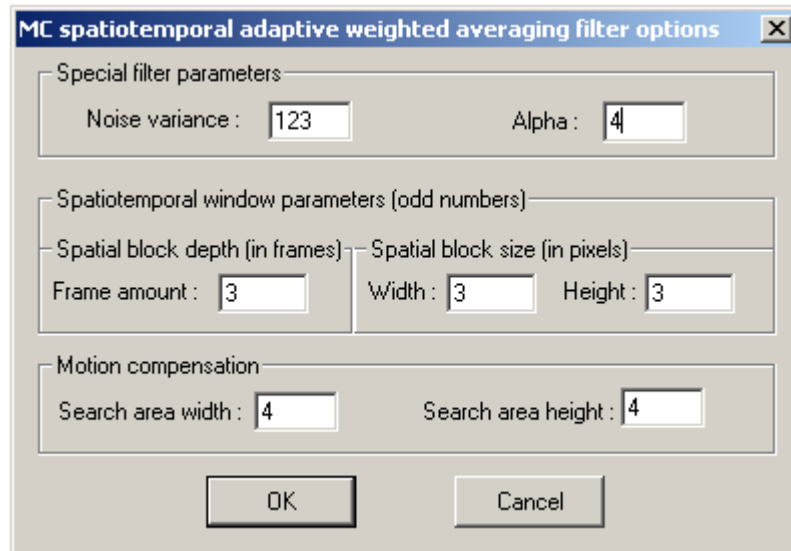 MC spatiotemporal adaptive weighted averaging filter options
Special filter parameters
Noise variance : 123 Alpha : 4
Spatiotemporal window parameters (odd numbers)
Spatial block depth (in frames) Spatial block size (in pixels)
Frame amount : 3 Width : 3 Height : 3
Motion compensation
Search area width : 4 Search area height : 4
OK Cancel